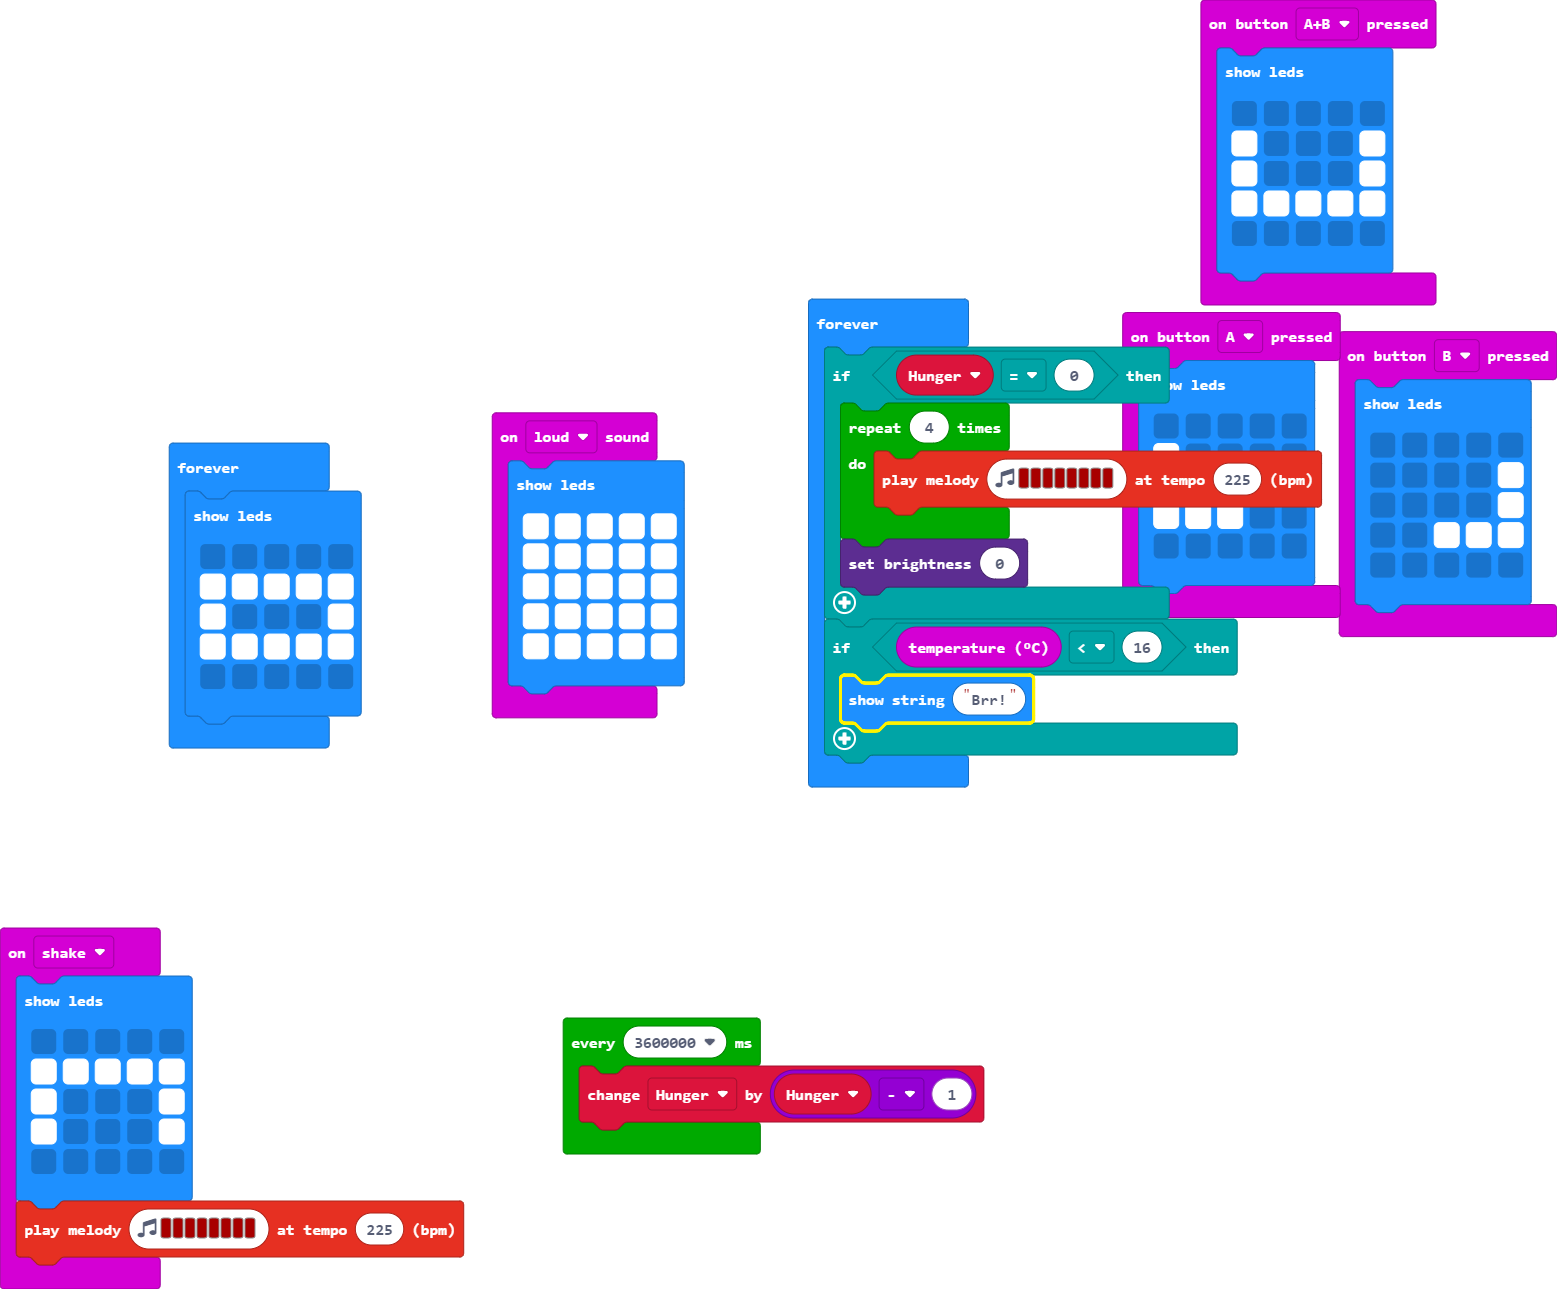 on button A+B pressed
show leds
forever
if Hunger = 0 then
repeat 4 times
do play melody at tempo 225 (bpm)
set brightness 0
if temperature (°C) < 16 then
show string "Brr!"
on button A pressed
leds
on button B pressed
show leds
on loud sound
show leds
forever
show leds
on shake
show leds
play melody at tempo 225 (bpm)
every 3600000 ms
change Hunger by Hunger - 1